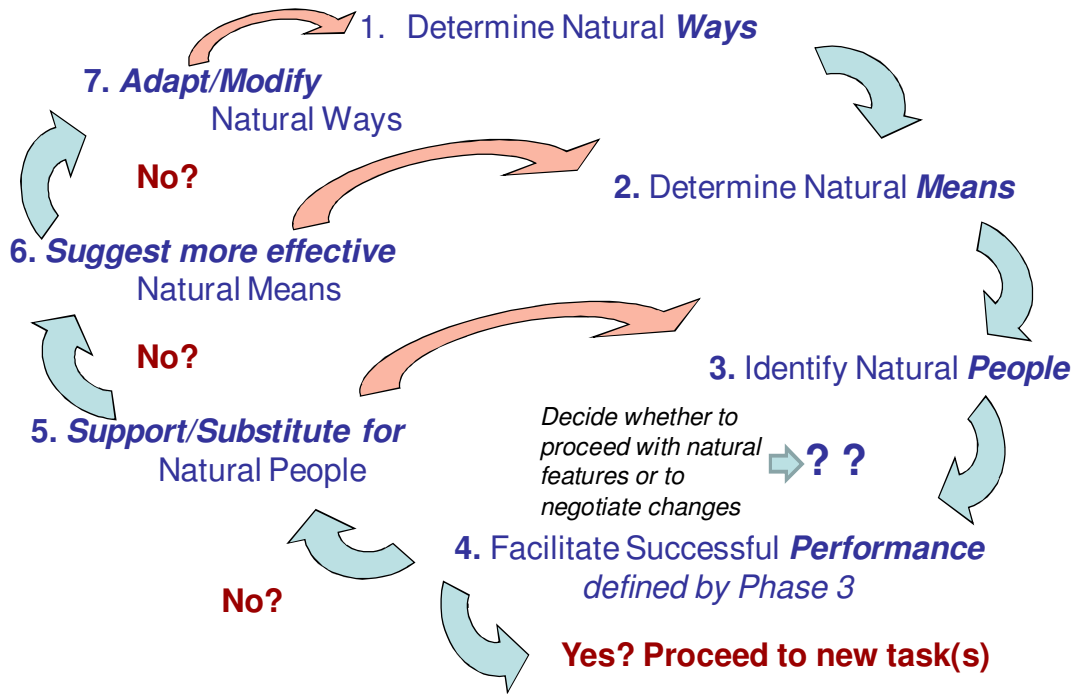 1. Determine Natural Ways
2. Determine Natural Means
3. Identify Natural People
Decide whether to
proceed with natural
features or to
negotiate changes
? ?
4. Facilitate Successful Performance
defined by Phase 3
Yes? Proceed to new task(s)
No?
5. Support/Substitute for
Natural People
No?
6. Suggest more effective
Natural Means
No?
7. Adapt/Modify
Natural Ways